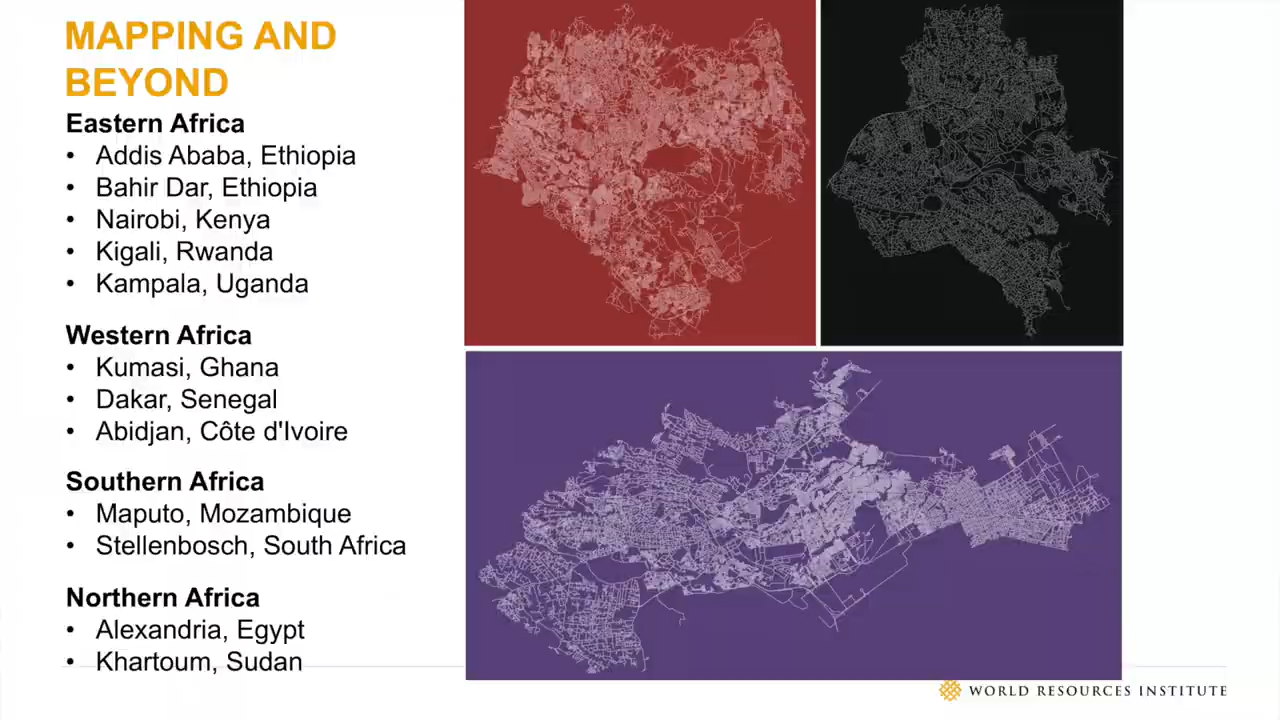 MAPPING AND
BEYOND
Eastern Africa
• Addis Ababa, Ethiopia
• Bahir Dar, Ethiopia
• Nairobi, Kenya
• Kigali, Rwanda
• Kampala, Uganda
Western Africa
• Kumasi, Ghana
• Dakar, Senegal
• Abidjan, Côte d'Ivoire
Southern Africa
• Maputo, Mozambique
• Stellenbosch, South Africa
Northern Africa
• Alexandria, Egypt
• Khartoum, Sudan
WORLD RESOURCES INSTITUTE